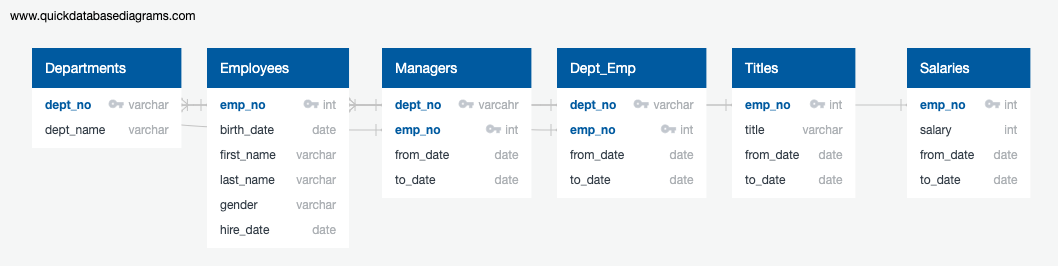 www.quickdatabasediagrams.com
Departments
dept_no varchar
dept_name varchar
Employees
emp_no int
birth_date date
first_name varchar
last_name varchar
gender varchar
hire_date date
Managers
dept_no varcahr
emp_no int
from_date date
to_date date
Dept_Emp
dept_no varchar
emp_no int
from_date date
to_date date
Titles
emp_no int
title varchar
from_date date
to_date date
Salaries
emp_no int
salary int
from_date date
to_date date